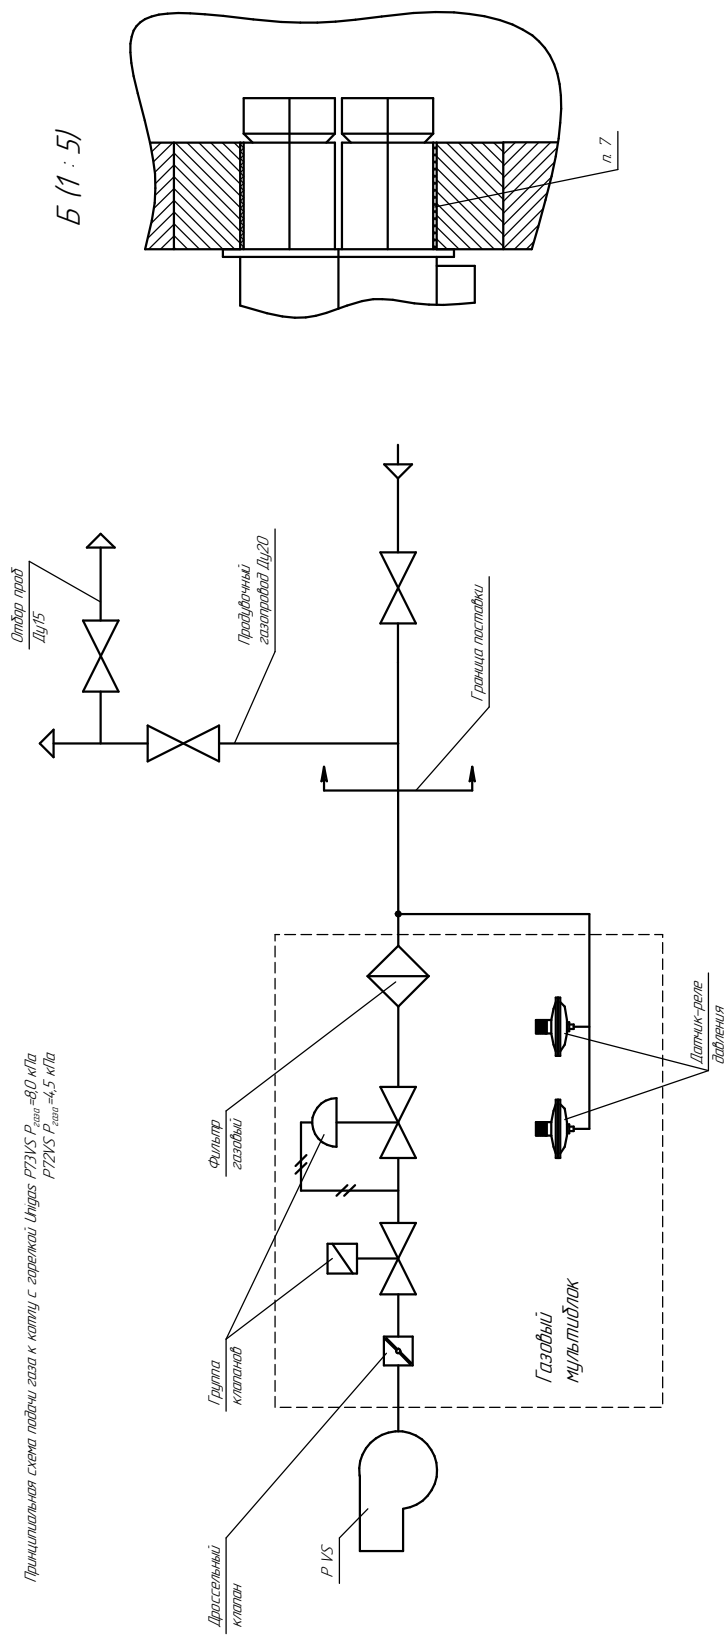 Принципиальная схема подачи газа к котлу с горелкой Unigas P73VS Pгаза=8,0 кПа
P72VS Pгаза=4,5 кПа
Б (1 : 5)
п. 7
Отбор проб
Ду15
Продувочный
газопровод Ду20
Граница поставки
Фильтр
газовый
Группа
клапанов
Дроссельный
клапан
P VS
Газовый
мультиблок
Датчик-реле
давления